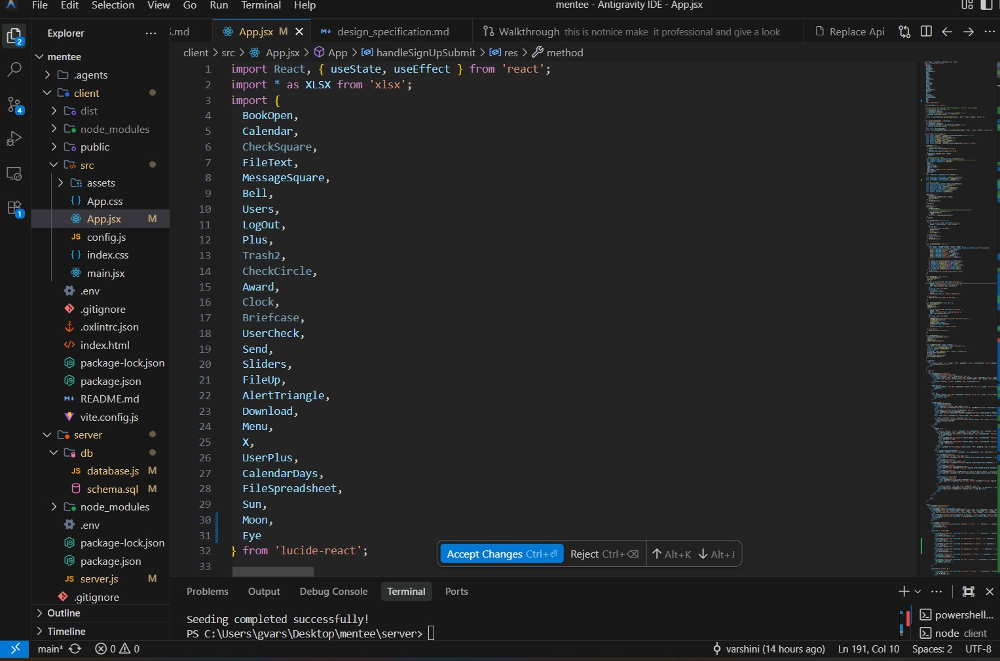 File Edit Selection View Go Run Terminal Help
mentee - Antigravity IDE - App.jsx
Explorer
.md
App.jsx M
design_specification.md
Walkthrough this is notnice make it professional and give a look
Replace Api
client > src > App.jsx > App > handleSignUpSubmit > res > method
mentee
.agents
client
dist
node_modules
public
src
assets
App.css
App.jsx M
config.js
index.css
main.jsx
.env
.gitignore
.oxlintrc.json
index.html
package-lock.json
package.json
README.md
vite.config.js
server
db
database.js M
schema.sql M
node_modules
.env
package-lock.json
package.json
server.js M
.gitignore
Outline
Timeline
2
4
1
1 import React, { useState, useEffect } from 'react';
2 import * as XLSX from 'xlsx';
3 import {
4 BookOpen,
5 Calendar,
6 CheckSquare,
7 FileText,
8 MessageSquare,
9 Bell,
10 Users,
11 LogOut,
12 Plus,
13 Trash2,
14 CheckCircle,
15 Award,
16 Clock,
17 Briefcase,
18 UserCheck,
19 Send,
20 Sliders,
21 FileUp,
22 AlertTriangle,
23 Download,
24 Menu,
25 X,
26 UserPlus,
27 CalendarDays,
28 FileSpreadsheet,
29 Sun,
30 Moon,
31 Eye
32 } from 'lucide-react';
33
Accept Changes Ctrl+⏎ Reject Ctrl+⌫ ↑ Alt+K ↓ Alt+J
Problems Output Debug Console Terminal Ports
Seeding completed successfully!
PS C:\Users\gvars\Desktop\mentee\server>
powershell...
node client
main* 0 0
varshini (14 hours ago) Ln 191, Col 10 Spaces: 2 UTF-8